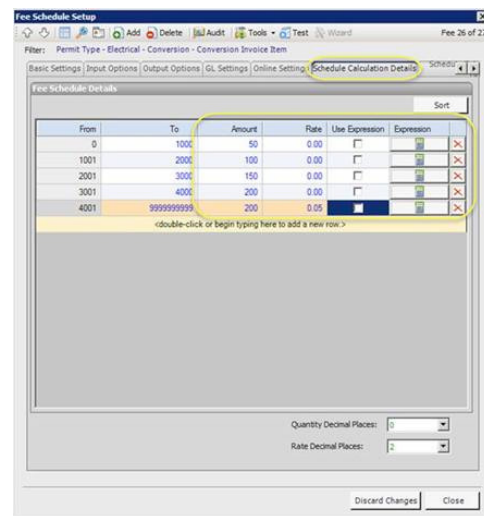 Fee Schedule Setup
Add Delete Audit Tools Test Wizard Fee 26 of 27
Filter: Permit Type - Electrical - Conversion - Conversion Invoice Item
Basic Settings Input Options Output Options GL Settings Online Setting Schedule Calculation Details Schedu
Fee Schedule Details
Sort
From To Amount Rate Use Expression Expression
0 1000 50 0.00
1001 2000 100 0.00
2001 3000 150 0.00
3001 4000 200 0.00
4001 9999999999 200 0.05
<double-click or begin typing here to add a new row.>
Quantity Decimal Places: 0
Rate Decimal Places: 2
Discard Changes Close